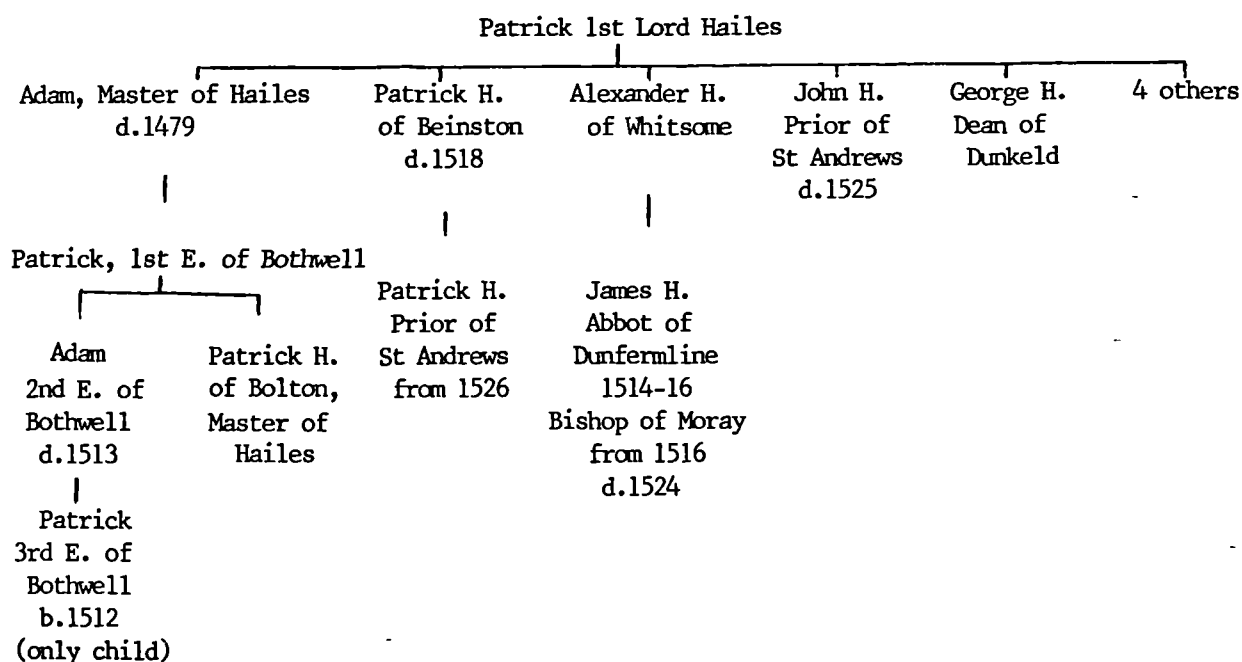 Patrick 1st Lord Hailes
Adam, Master of Hailes
d.1479
Patrick H.
of Beinston
d.1518
Alexander H.
of Whitsome
John H.
Prior of
St Andrews
d.1525
George H.
Dean of
Dunkeld
4 others
Patrick, 1st E. of Bothwell
Patrick H.
Prior of
St Andrews
from 1526
James H.
Abbot of
Dunfermline
1514-16
Bishop of Moray
from 1516
d.1524
Adam
2nd E. of
Bothwell
d.1513
Patrick H.
of Bolton,
Master of
Hailes
Patrick
3rd E. of
Bothwell
b.1512
(only child)